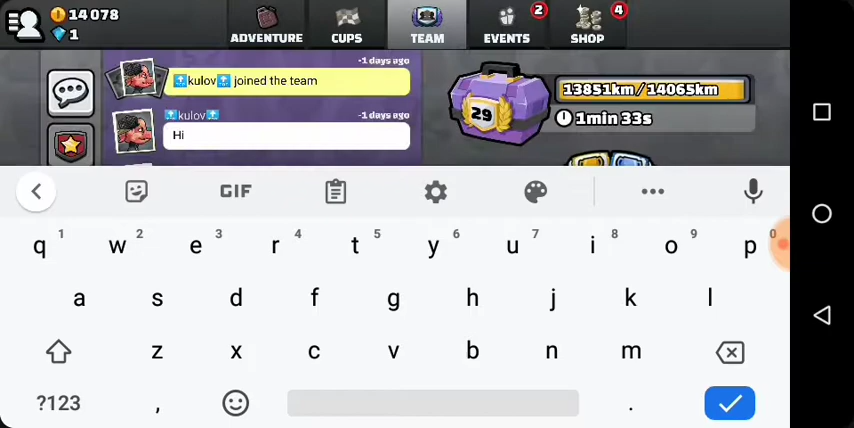 14 078
1
ADVENTURE
CUPS
TEAM
EVENTS
2
SHOP
4
-1 days ago
kulov joined the team
kulov
-1 days ago
Hi
29
13851km/14065km
1min 33s
GIF
q 1 w 2 e 3 r 4 t 5 y 6 u 7 i 8 o 9 p 0
a s d f g h j k l
z x c v b n m
?123 , .